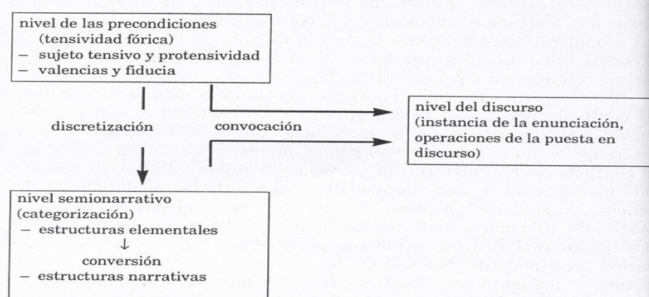 nivel de las precondiciones
(tensividad fórica)
– sujeto tensivo y protensividad
– valencias y fiducia
discretización
convocación
nivel del discurso
(instancia de la enunciación,
operaciones de la puesta en
discurso)
nivel semionarrativo
(categorización)
– estructuras elementales
↓
conversión
– estructuras narrativas